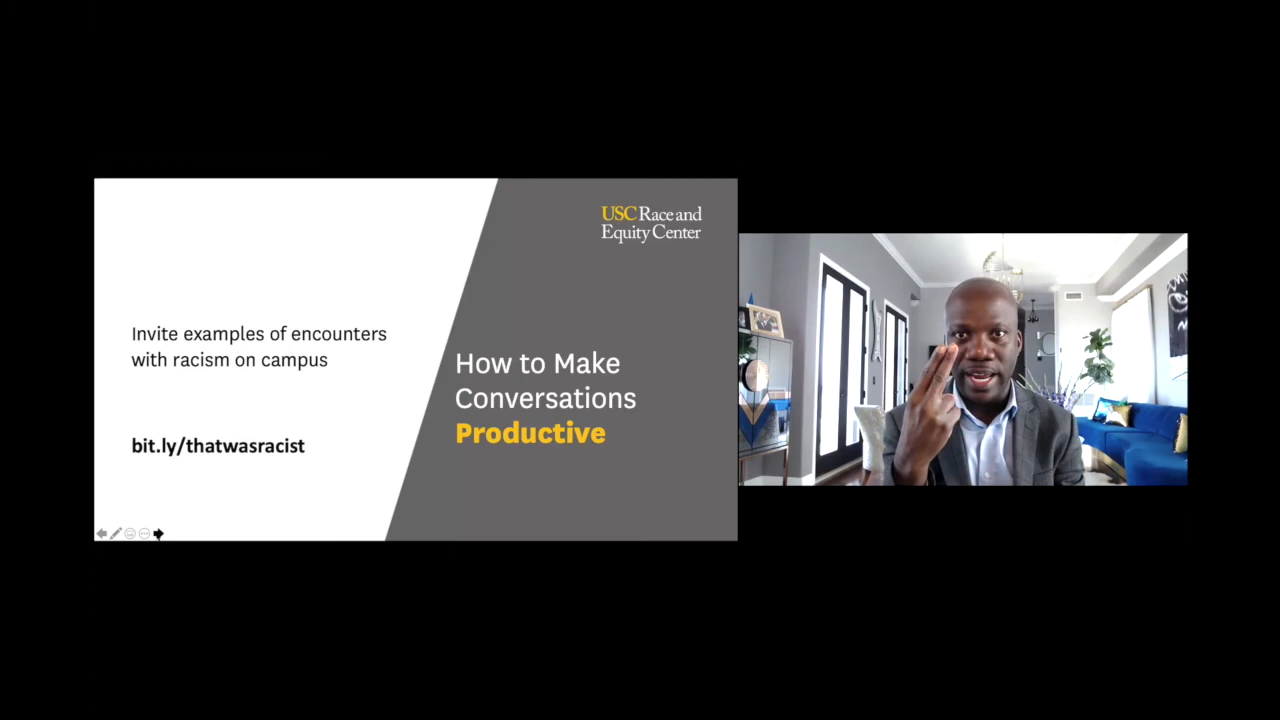 Invite examples of encounters
with racism on campus
bit.ly/thatwasracist
USC Race and
Equity Center
How to Make
Conversations
Productive